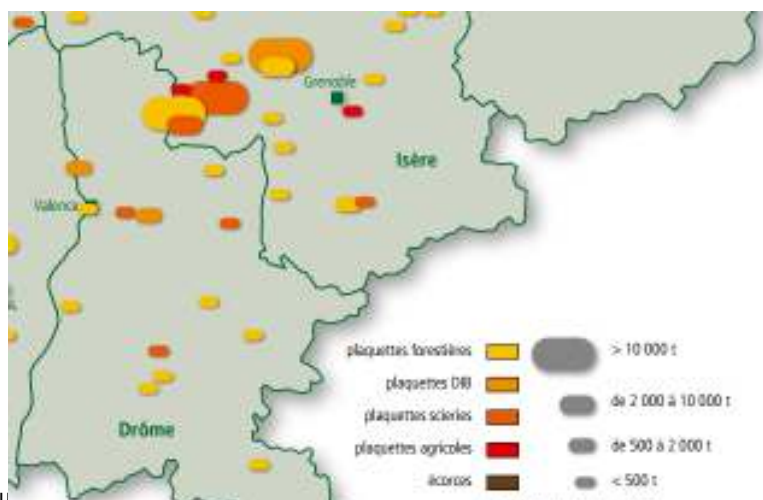 Grenoble
Isère
Valence
Drôme
plaquettes forestières
> 10 000 t
plaquettes DIB
de 2 000 à 10 000 t
plaquettes scieries
plaquettes agricoles
de 500 à 2 000 t
écorces
< 500 t